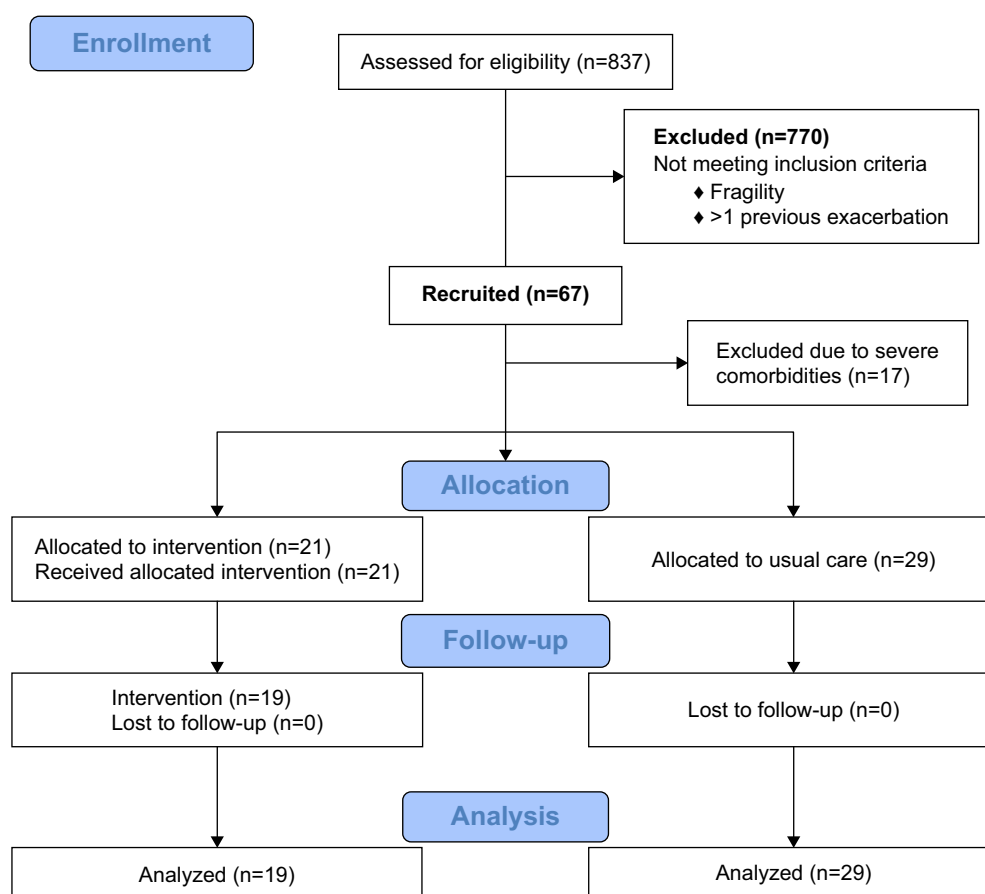 Enrollment
Assessed for eligibility (n=837)
Excluded (n=770)
Not meeting inclusion criteria
♦ Fragility
♦ >1 previous exacerbation
Recruited (n=67)
Excluded due to severe
comorbidities (n=17)
Allocation
Allocated to intervention (n=21)
Received allocated intervention (n=21)
Allocated to usual care (n=29)
Follow-up
Intervention (n=19)
Lost to follow-up (n=0)
Lost to follow-up (n=0)
Analysis
Analyzed (n=19)
Analyzed (n=29)